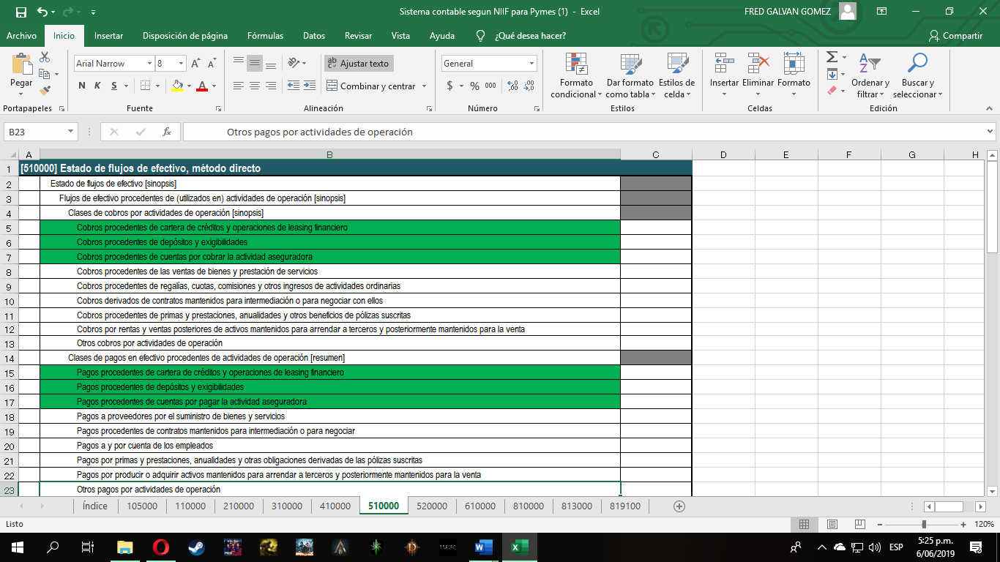 Sistema contable segun NIIF para Pymes (1) - Excel
FRED GALVAN GOMEZ
Archivo Inicio Insertar Disposición de página Fórmulas Datos Revisar Vista Ayuda ¿Qué desea hacer? Compartir
Pegar
Arial Narrow 8
N K S
Ajustar texto
Combinar y centrar
General
$ % 000
Formato condicional
Dar formato como tabla
Estilos de celda
Insertar Eliminar Formato
Ordenar y filtrar
Buscar y seleccionar
Portapapeles Fuente Alineación Número Estilos Celdas Edición
B23 fx Otros pagos por actividades de operación
A B C D E F G H
1 [510000] Estado de flujos de efectivo, método directo
2 Estado de flujos de efectivo [sinopsis]
3 Flujos de efectivo procedentes de (utilizados en) actividades de operación [sinopsis]
4 Clases de cobros por actividades de operación [sinopsis]
5 Cobros procedentes de cartera de créditos y operaciones de leasing financiero
6 Cobros procedentes de depósitos y exigibilidades
7 Cobros procedentes de cuentas por cobrar la actividad aseguradora
8 Cobros procedentes de las ventas de bienes y prestación de servicios
9 Cobros procedentes de regalías, cuotas, comisiones y otros ingresos de actividades ordinarias
10 Cobros derivados de contratos mantenidos para intermediación o para negociar con ellos
11 Cobros procedentes de primas y prestaciones, anualidades y otros beneficios de pólizas suscritas
12 Cobros por rentas y ventas posteriores de activos mantenidos para arrendar a terceros y posteriormente mantenidos para la venta
13 Otros cobros por actividades de operación
14 Clases de pagos en efectivo procedentes de actividades de operación [resumen]
15 Pagos procedentes de cartera de créditos y operaciones de leasing financiero
16 Pagos procedentes de depósitos y exigibilidades
17 Pagos procedentes de cuentas por pagar la actividad aseguradora
18 Pagos a proveedores por el suministro de bienes y servicios
19 Pagos procedentes de contratos mantenidos para intermediación o para negociar
20 Pagos a y por cuenta de los empleados
21 Pagos por primas y prestaciones, anualidades y otras obligaciones derivadas de las pólizas suscritas
22 Pagos por producir o adquirir activos mantenidos para arrendar a terceros y posteriormente mantenidos para la venta
23 Otros pagos por actividades de operación
Índice 105000 110000 210000 310000 410000 510000 520000 610000 810000 813000 819100
Listo
120%
ESP
5:25 p.m.
6/06/2019